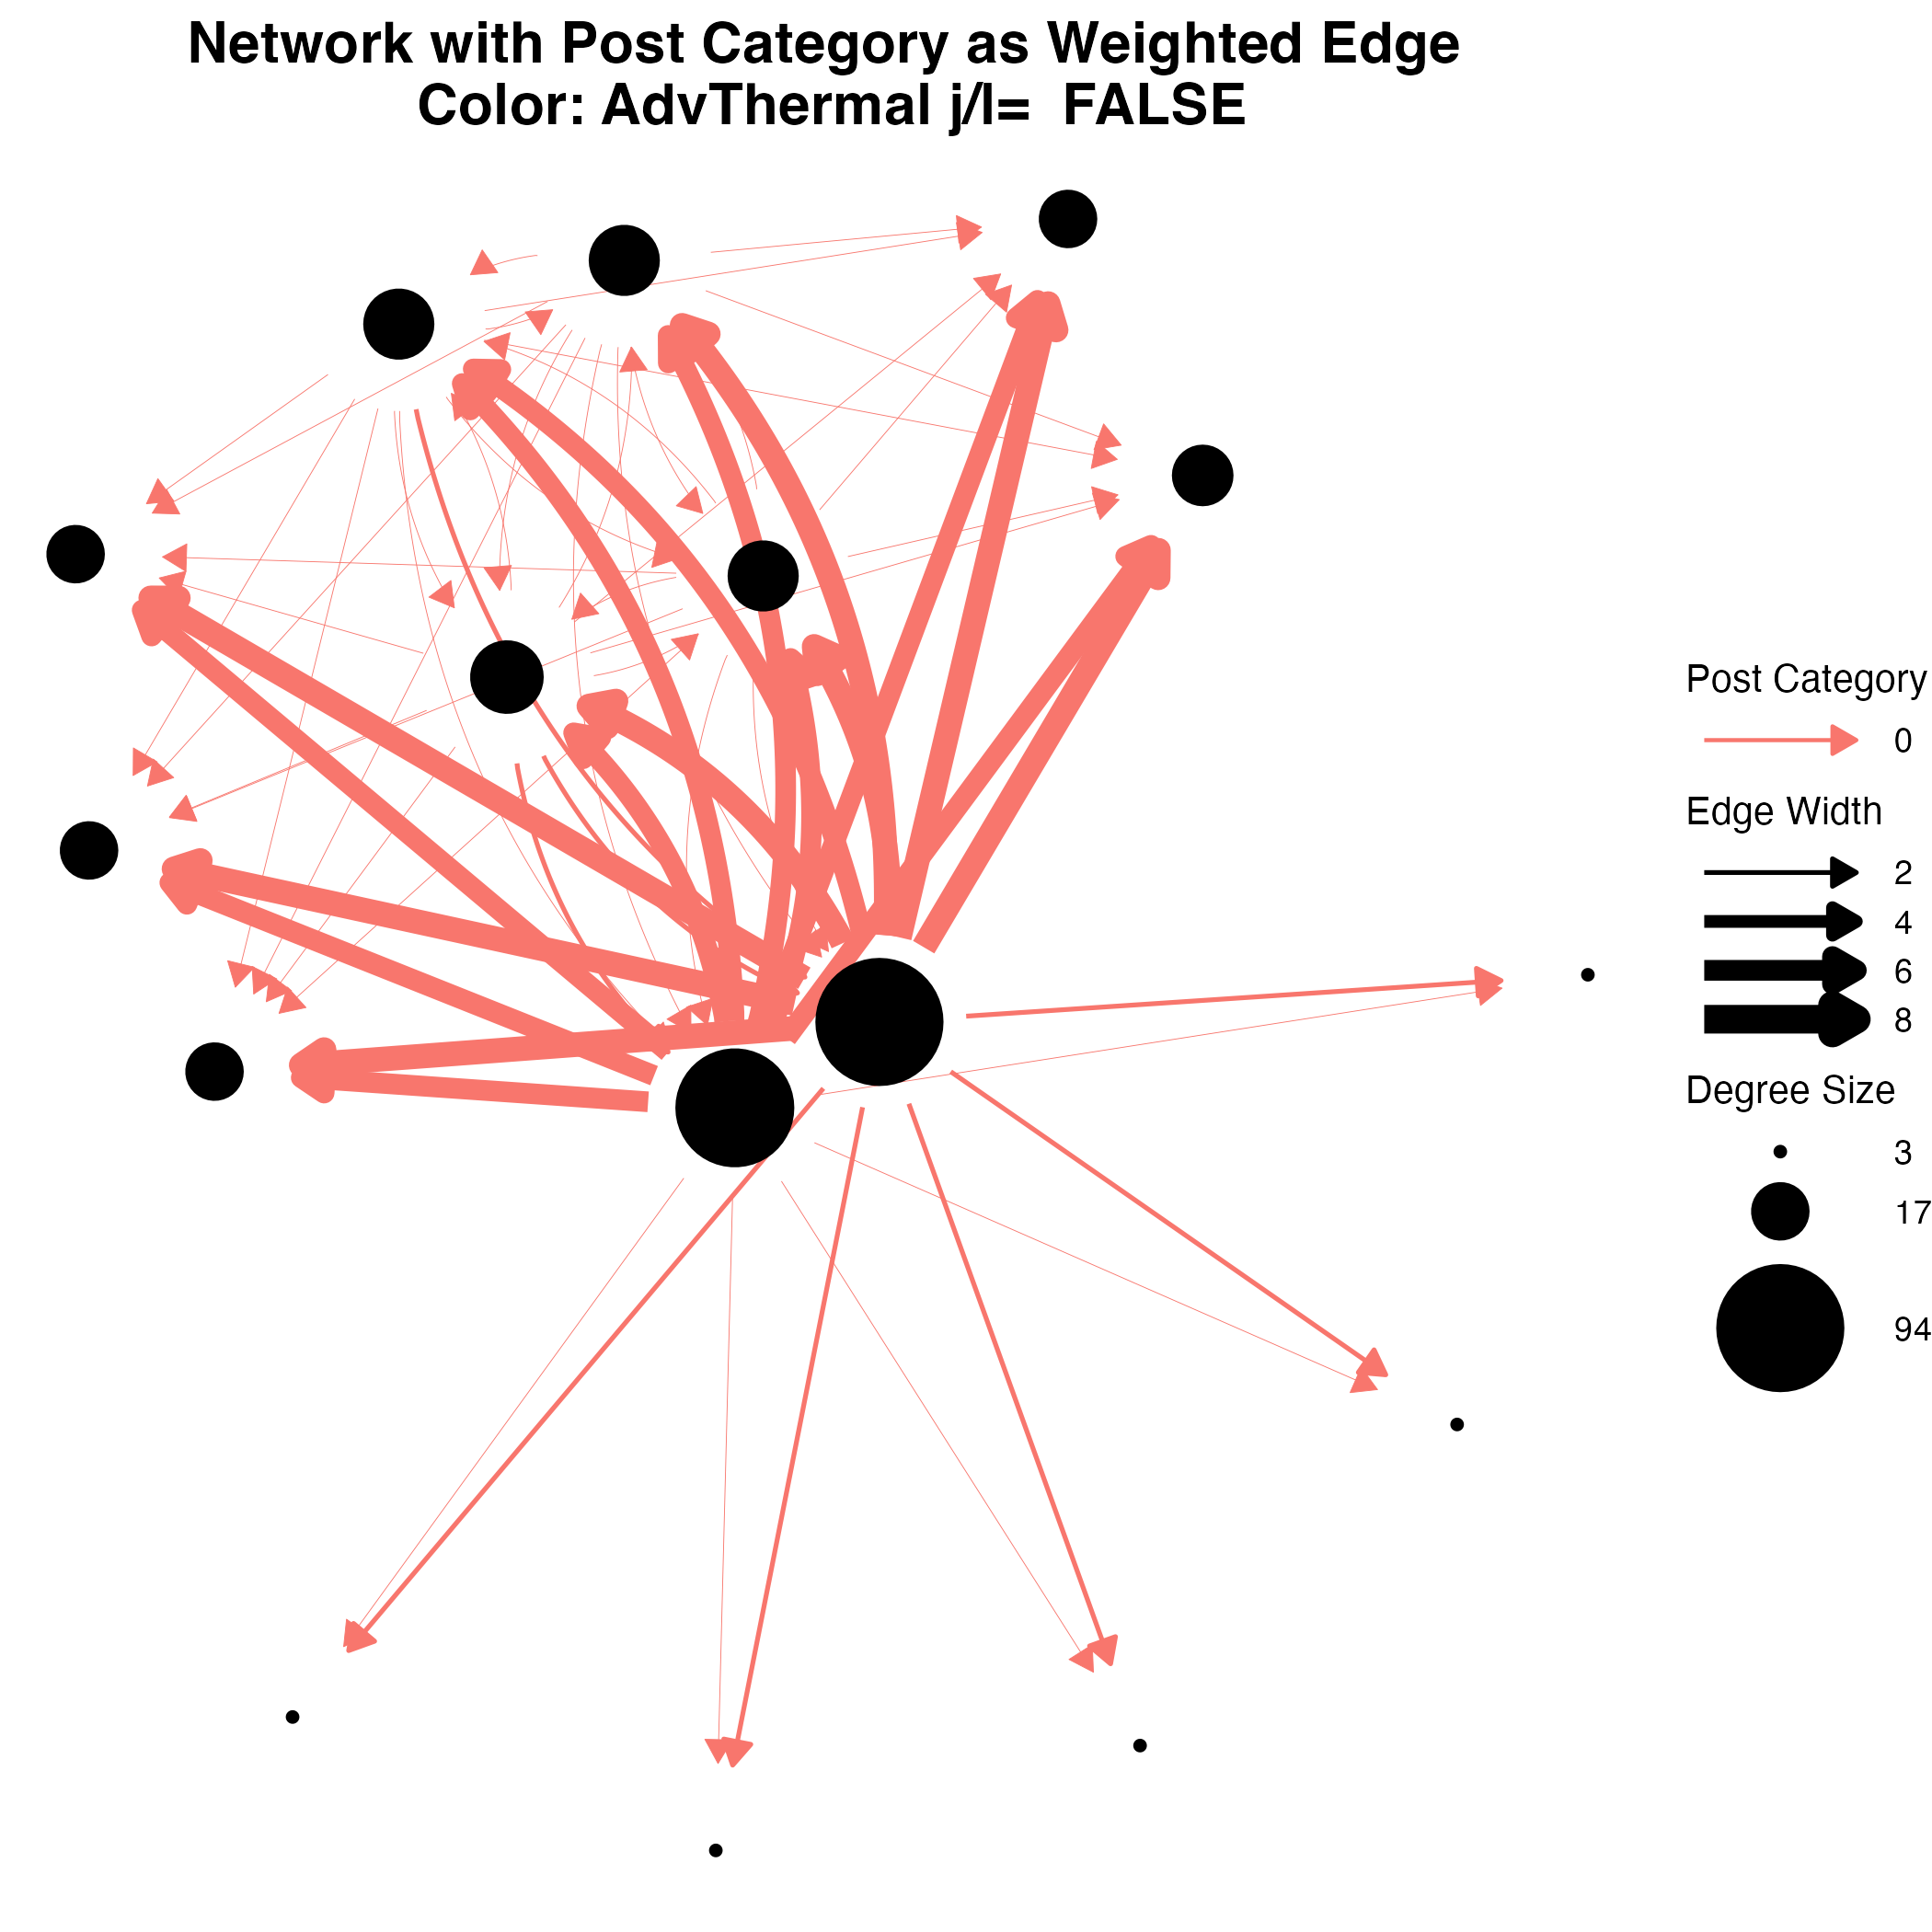 Network with Post Category as Weighted Edge
Color: AdvThermal j/l=  FALSE
Post Category
0
Edge Width
2
4
6
8
Degree Size
3
17
94